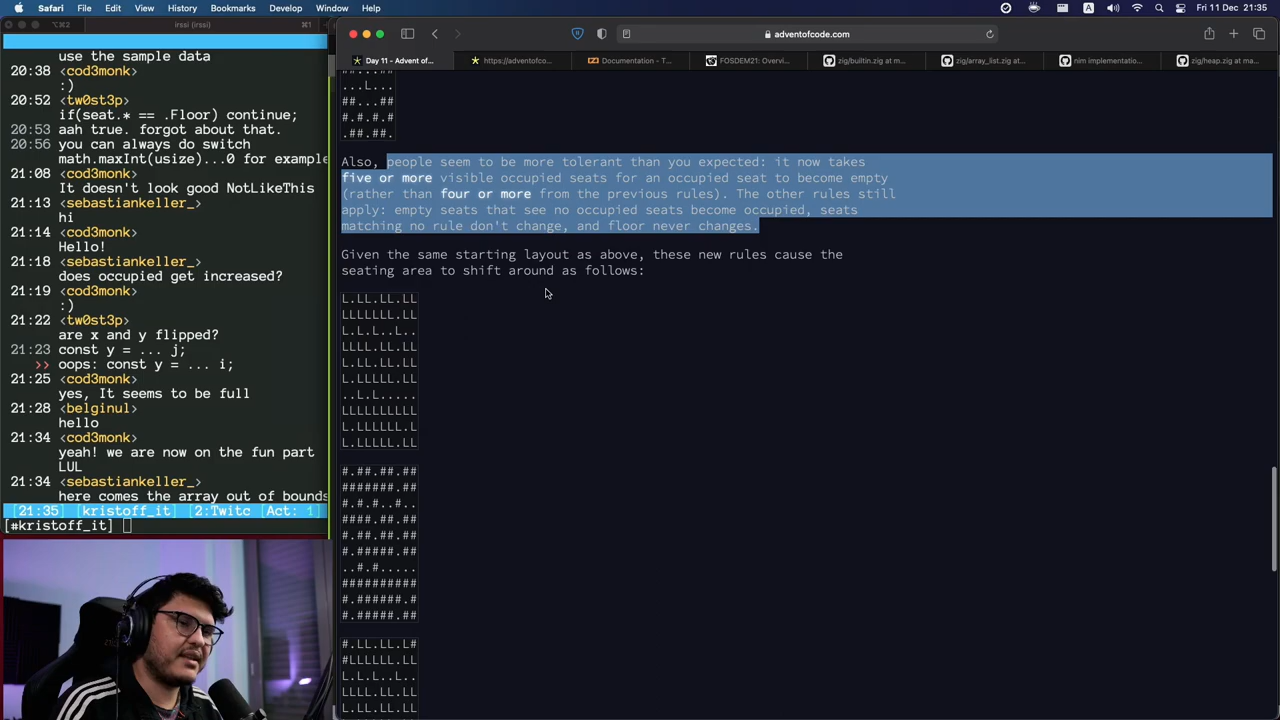 Safari File Edit View History Bookmarks Develop Window Help
Fri 11 Dec 21:35
⌥⌘2 irssi (irssi) ⌘1
use the sample data
20:38 <cod3monk>
:)
20:52 <tw0st3p>
if(seat.* == .Floor) continue;
20:53 aah true. forgot about that.
20:56 you can always do switch
math.maxInt(usize)...0 for example
21:08 <cod3monk>
It doesn't look good NotLikeThis
21:13 <sebastiankeller_>
hi
21:14 <cod3monk>
Hello!
21:18 <sebastiankeller_>
does occupied get increased?
21:19 <cod3monk>
:)
21:22 <tw0st3p>
are x and y flipped?
21:23 const y = ... j;
>> oops: const y = ... i;
21:25 <cod3monk>
yes, It seems to be full
21:28 <belginul>
hello
21:34 <cod3monk>
yeah! we are now on the fun part
LUL
21:34 <sebastiankeller_>
here comes the array out of bounds
[21:35] [kristoff_it] [2:Twitc [Act: 1]
[#kristoff_it]
adventofcode.com
Day 11 - Advent of...
https://adventofco...
Documentation - T...
FOSDEM21: Overvi...
zig/builtin.zig at m...
zig/array_list.zig at...
nim implementatio...
zig/heap.zig at ma...
##...##
...L...
##...##
#.#.#.#
.##.##.
Also, people seem to be more tolerant than you expected: it now takes
five or more visible occupied seats for an occupied seat to become empty
(rather than four or more from the previous rules). The other rules still
apply: empty seats that see no occupied seats become occupied, seats
matching no rule don't change, and floor never changes.
Given the same starting layout as above, these new rules cause the
seating area to shift around as follows:
L.LL.LL.LL
LLLLLLL.LL
L.L.L..L..
LLLL.LL.LL
L.LL.LL.LL
L.LLLLL.LL
..L.L.....
LLLLLLLLLL
L.LLLLLL.L
L.LLLLL.LL
#.##.##.##
#######.##
#.#.#..#..
####.##.##
#.##.##.##
#.#####.##
..#.#.....
##########
#.######.#
#.#####.##
#.LL.LL.L#
#LLLLLL.LL
L.L.L..L..
LLLL.LL.LL
L.LL.LL.LL
L.LLLLL.LL